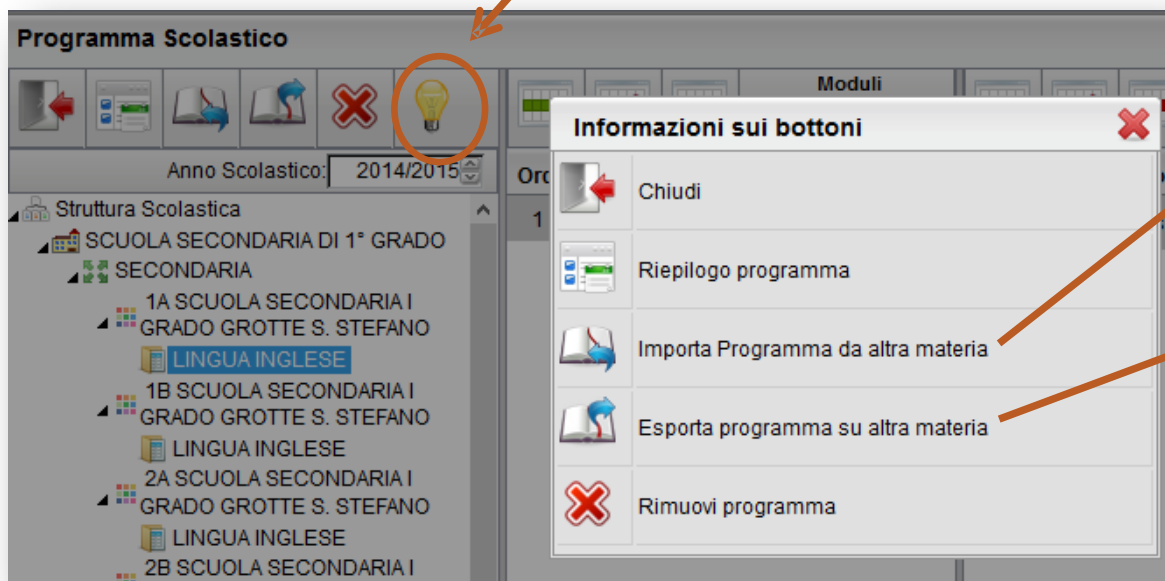 Programma Scolastico
Moduli
Anno Scolastico: 2014/2015
Struttura Scolastica
SCUOLA SECONDARIA DI 1° GRADO
SECONDARIA
1A SCUOLA SECONDARIA I
GRADO GROTTE S. STEFANO
LINGUA INGLESE
1B SCUOLA SECONDARIA I
GRADO GROTTE S. STEFANO
LINGUA INGLESE
2A SCUOLA SECONDARIA I
GRADO GROTTE S. STEFANO
LINGUA INGLESE
2B SCUOLA SECONDARIA I
1
Informazioni sui bottoni
Chiudi
Riepilogo programma
Importa Programma da altra materia
Esporta programma su altra materia
Rimuovi programma